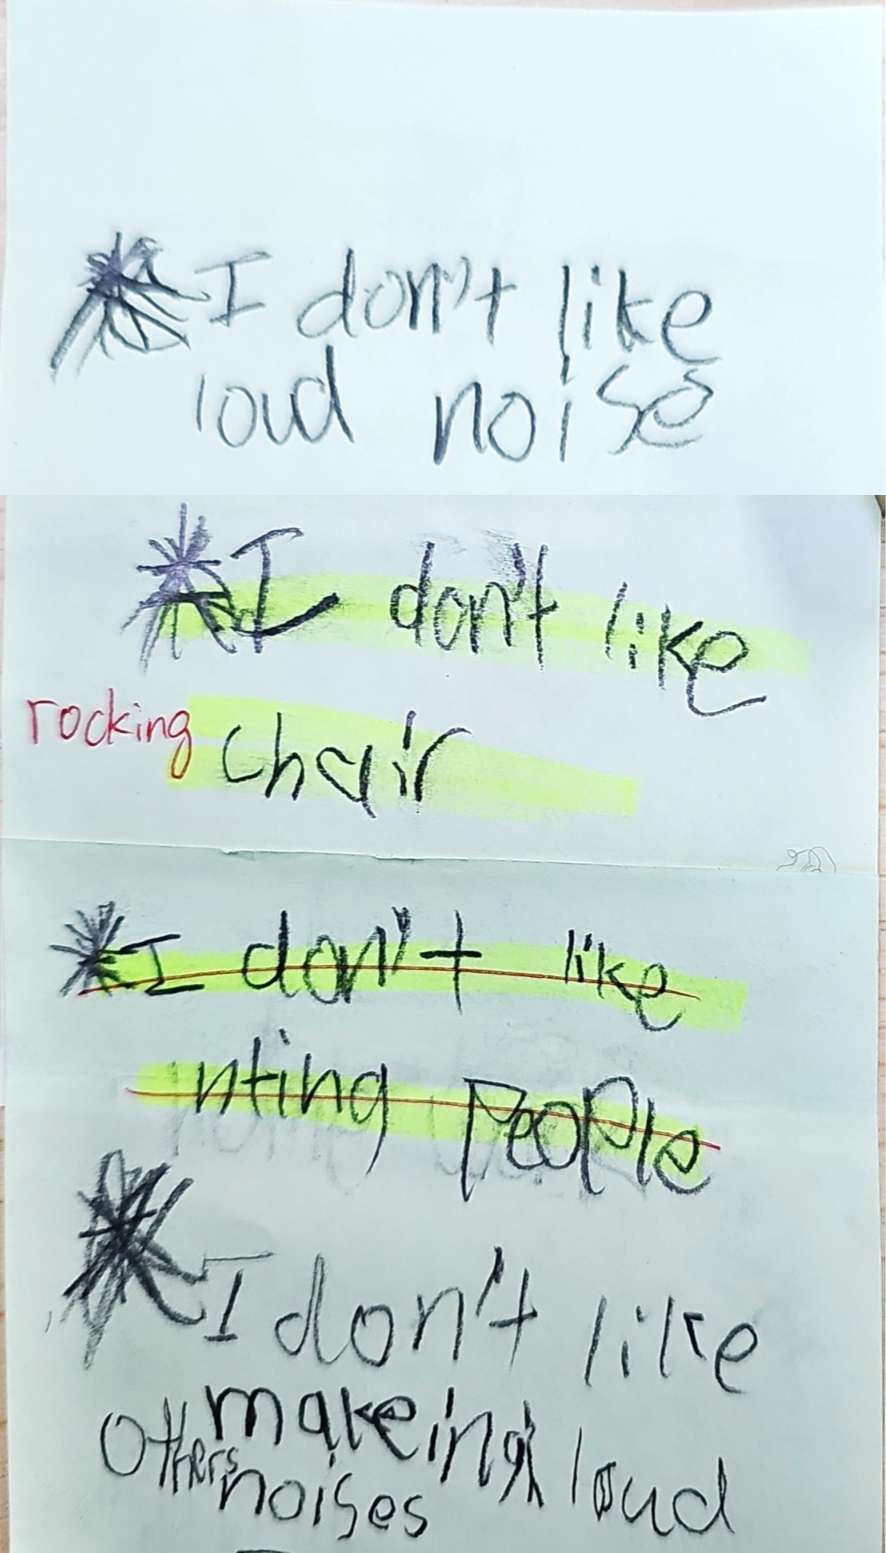 I don't like
loud noise
I don't like
rocking chair
I don't like
nting people
I don't like
makeing loud
Others noises